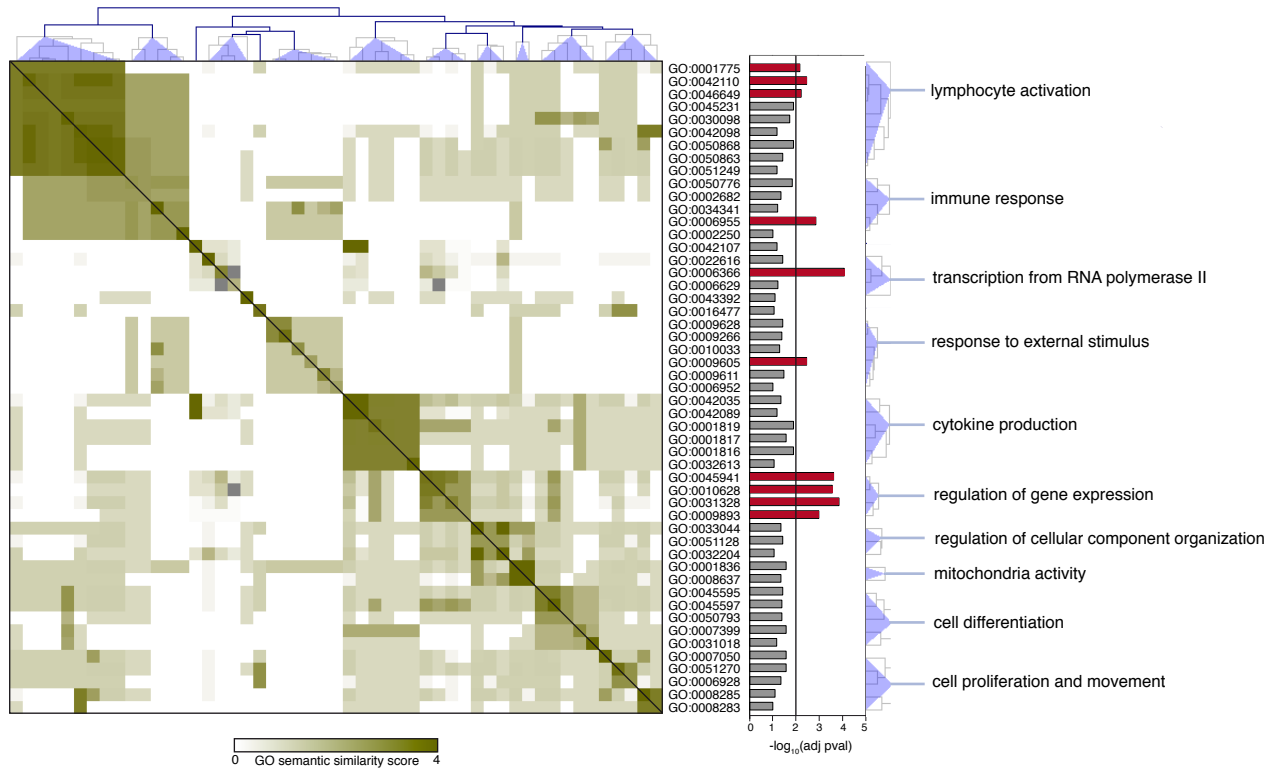 GO:0001775
GO:0042110
GO:0046649
GO:0045231
GO:0030098
GO:0042098
GO:0050868
GO:0050863
GO:0051249
GO:0050776
GO:0002682
GO:0034341
GO:0006955
GO:0002250
GO:0042107
GO:0022616
GO:0006366
GO:0006629
GO:0043392
GO:0016477
GO:0009628
GO:0009266
GO:0010033
GO:0009605
GO:0009611
GO:0006952
GO:0042035
GO:0042089
GO:0001819
GO:0001817
GO:0001816
GO:0032613
GO:0045941
GO:0010628
GO:0031328
GO:0009893
GO:0033044
GO:0051128
GO:0032204
GO:0001836
GO:0008637
GO:0045595
GO:0045597
GO:0050793
GO:0007399
GO:0031018
GO:0007050
GO:0051270
GO:0006928
GO:0008285
GO:0008283
lymphocyte activation
immune response
transcription from RNA polymerase II
response to external stimulus
cytokine production
regulation of gene expression
regulation of cellular component organization
mitochondria activity
cell differentiation
cell proliferation and movement
0 1 2 3 4 5
-log10(adj pval)
0 GO semantic similarity score 4